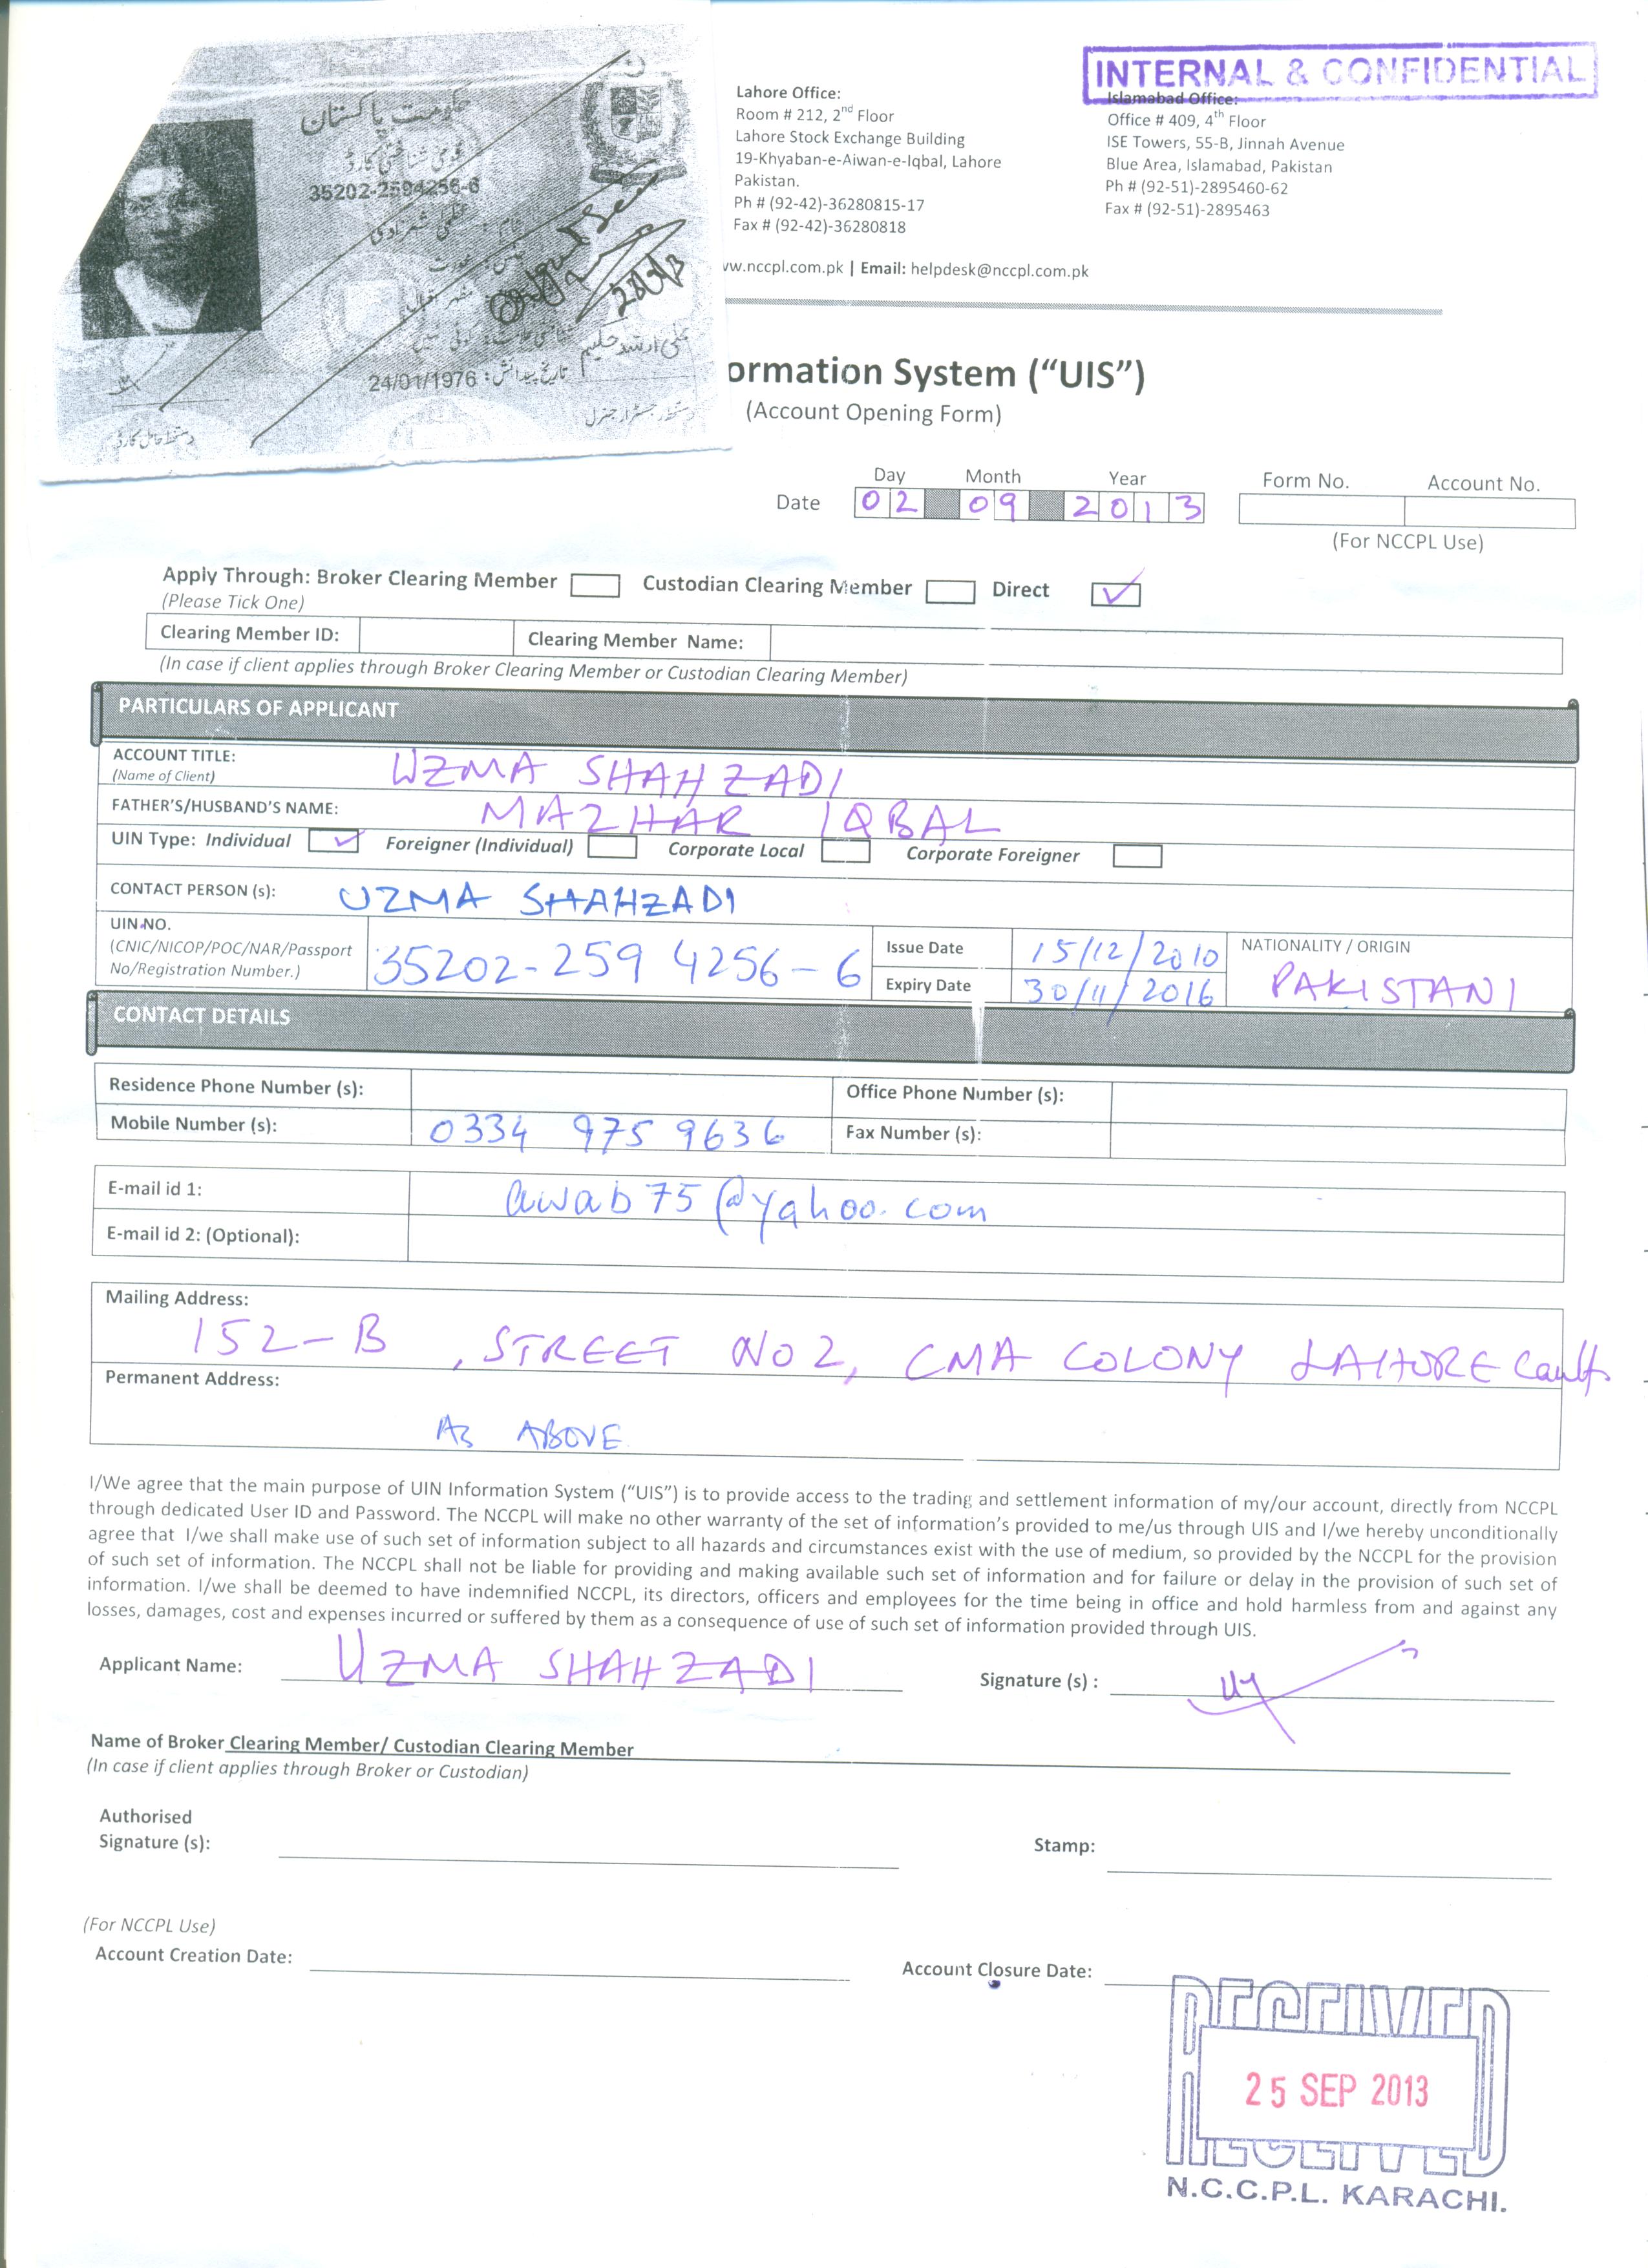 INTERNAL & CONFIDENTIAL
حکومت پاکستان
قومی شناختی کارڈ
35202-2594256-6
نام: عظمیٰ شہزادی
جنس: عورت
مظہر اقبال
شناختی علامت: کوئی نہیں
تاریخ پیدائش: 24/01/1976
دستخط حامل کارڈ
دستخط رجسٹرار جنرل
Lahore Office:
Room # 212, 2nd Floor
Lahore Stock Exchange Building
19-Khyaban-e-Aiwan-e-Iqbal, Lahore
Pakistan.
Ph # (92-42)-36280815-17
Fax # (92-42)-36280818
Islamabad Office:
Office # 409, 4th Floor
ISE Towers, 55-B, Jinnah Avenue
Blue Area, Islamabad, Pakistan
Ph # (92-51)-2895460-62
Fax # (92-51)-2895463
w.nccpl.com.pk | Email: helpdesk@nccpl.com.pk
ormation System (“UIS”)
(Account Opening Form)
Day Month Year Form No. Account No.
Date 02 09 2013
(For NCCPL Use)
Apply Through: Broker Clearing Member Custodian Clearing Member Direct ✓
(Please Tick One)
Clearing Member ID: Clearing Member Name:
(In case if client applies through Broker Clearing Member or Custodian Clearing Member)
PARTICULARS OF APPLICANT
ACCOUNT TITLE: UZMA SHAHZADI
(Name of Client)
FATHER'S/HUSBAND'S NAME: MAZHAR IQBAL
UIN Type: Individual ✓ Foreigner (Individual) Corporate Local Corporate Foreigner
CONTACT PERSON (s): UZMA SHAHZADI
UIN.NO.
(CNIC/NICOP/POC/NAR/Passport
No/Registration Number.) 35202-259 4256-6
Issue Date 15/12/2010
Expiry Date 30/11/2016
NATIONALITY / ORIGIN
PAKISTANI
CONTACT DETAILS
Residence Phone Number (s): Office Phone Number (s):
Mobile Number (s): 0334 975 9636 Fax Number (s):
E-mail id 1: awab75@yahoo.com
E-mail id 2: (Optional):
Mailing Address:
152-B, STREET NO 2, CMA COLONY LAHORE Cantt.
Permanent Address:
As ABOVE
I/We agree that the main purpose of UIN Information System (“UIS”) is to provide access to the trading and settlement information of my/our account, directly from NCCPL
through dedicated User ID and Password. The NCCPL will make no other warranty of the set of information's provided to me/us through UIS and I/we hereby unconditionally
agree that I/we shall make use of such set of information subject to all hazards and circumstances exist with the use of medium, so provided by the NCCPL for the provision
of such set of information. The NCCPL shall not be liable for providing and making available such set of information and for failure or delay in the provision of such set of
information. I/we shall be deemed to have indemnified NCCPL, its directors, officers and employees for the time being in office and hold harmless from and against any
losses, damages, cost and expenses incurred or suffered by them as a consequence of use of such set of information provided through UIS.
Applicant Name: UZMA SHAHZADI Signature (s) :
Name of Broker Clearing Member/ Custodian Clearing Member
(In case if client applies through Broker or Custodian)
Authorised
Signature (s): Stamp:
(For NCCPL Use)
Account Creation Date: Account Closure Date:
RECEIVED
25 SEP 2013
RECEIVED
N.C.C.P.L. KARACHI.